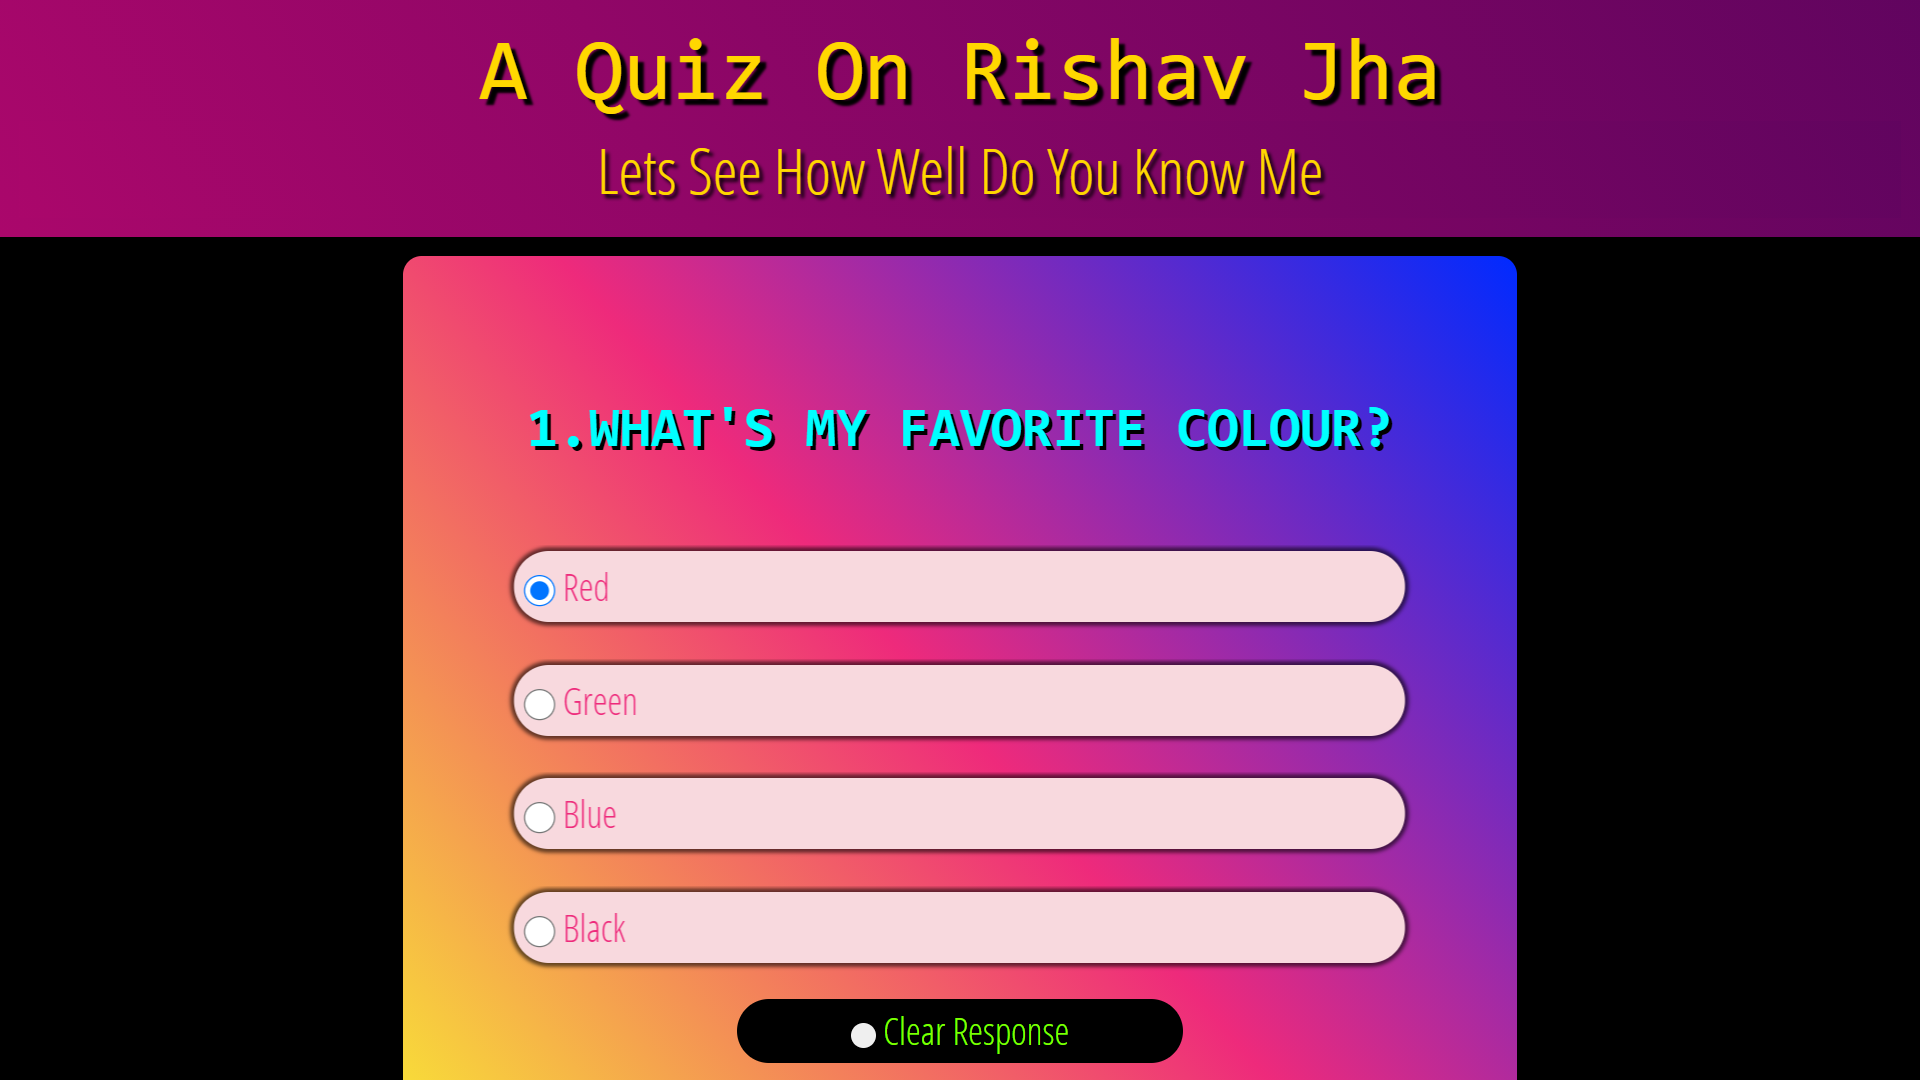 A Quiz On Rishav Jha
Lets See How Well Do You Know Me
1.WHAT'S MY FAVORITE COLOUR?
Red
Green
Blue
Black
Clear Response